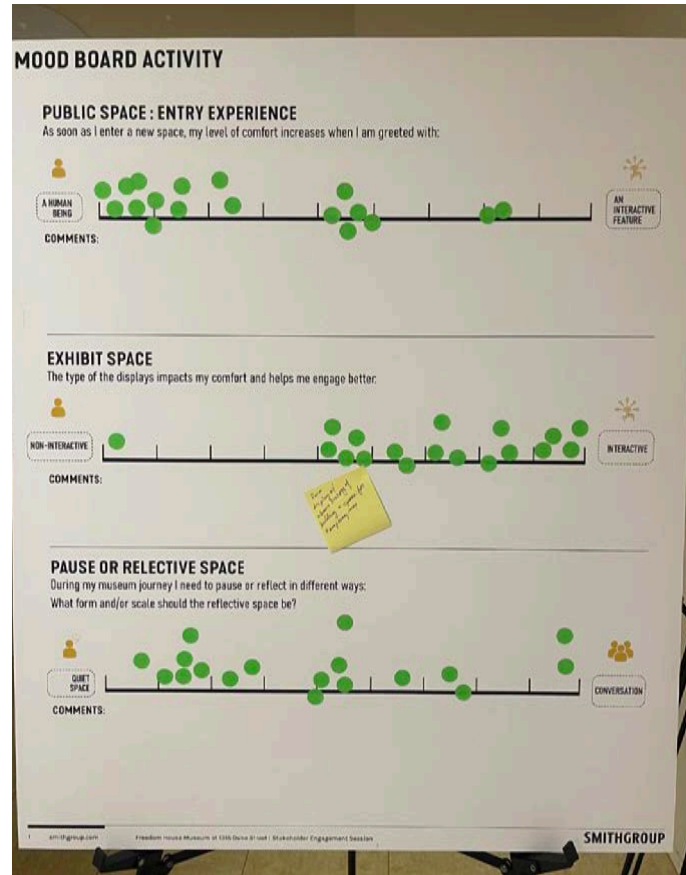 MOOD BOARD ACTIVITY
PUBLIC SPACE : ENTRY EXPERIENCE
As soon as I enter a new space, my level of comfort increases when I am greeted with:
A HUMAN
BEING
AN
INTERACTIVE
FEATURE
COMMENTS:
EXHIBIT SPACE
The type of the displays impacts my comfort and helps me engage better.
NON-INTERACTIVE
INTERACTIVE
COMMENTS:
building
PAUSE OR RELECTIVE SPACE
During my museum journey I need to pause or reflect in different ways:
What form and/or scale should the reflective space be?
QUIET
SPACE
CONVERSATION
COMMENTS:
smithgroup.com
Freedom House Museum at 1315 Duke Street | Stakeholder Engagement Session
SMITHGROUP